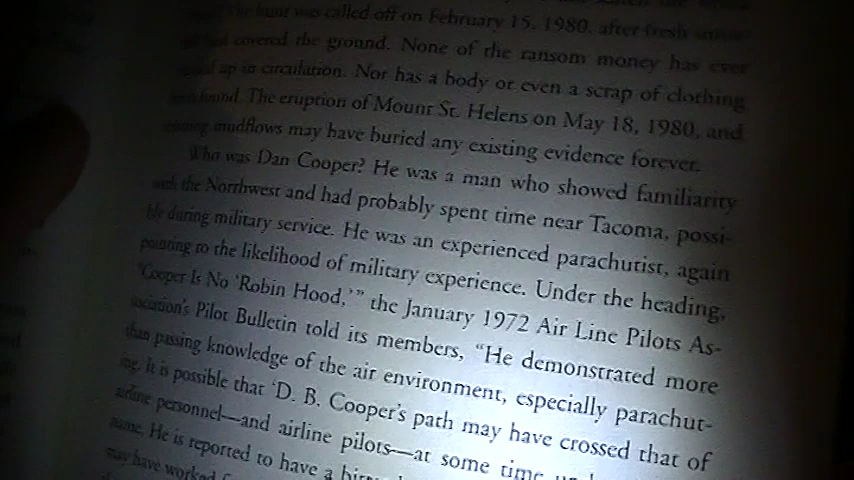 hunt was called off on February 15, 1980, after fresh
had covered the ground. None of the ransom money has ever
up in circulation. Nor has a body or even a scrap of clothing
found. The eruption of Mount St. Helens on May 18, 1980, and
mudflows may have buried any existing evidence forever.
Who was Dan Cooper? He was a man who showed familiarity
with the Northwest and had probably spent time near Tacoma, possi-
bly during military service. He was an experienced parachutist, again
pointing to the likelihood of military experience. Under the heading,
"Cooper Is No 'Robin Hood,'" the January 1972 Air Line Pilots As-
sociation's Pilot Bulletin told its members, "He demonstrated more
than passing knowledge of the air environment, especially parachut-
ing. It is possible that 'D. B. Cooper's path may have crossed that of
airline personnel—and airline pilots—at some time
name. He is reported to have a
may have worked